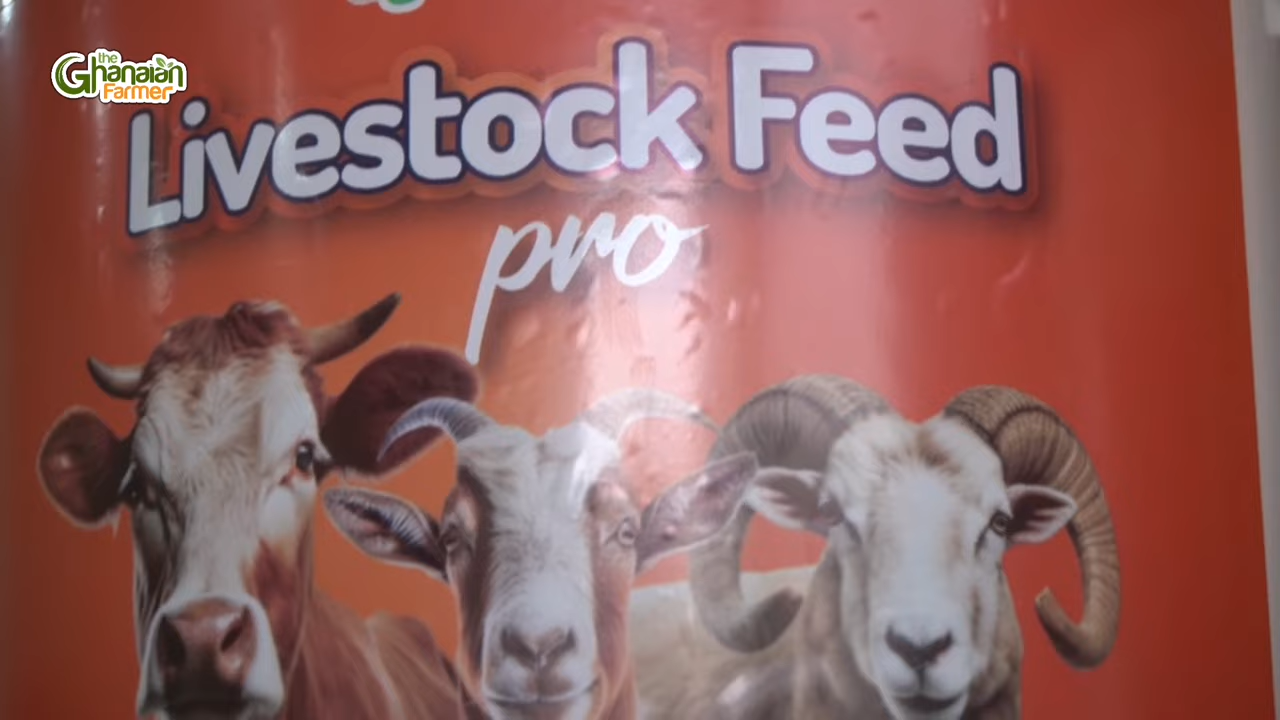 the
Ghanaian
Farmer
Livestock Feed
pro